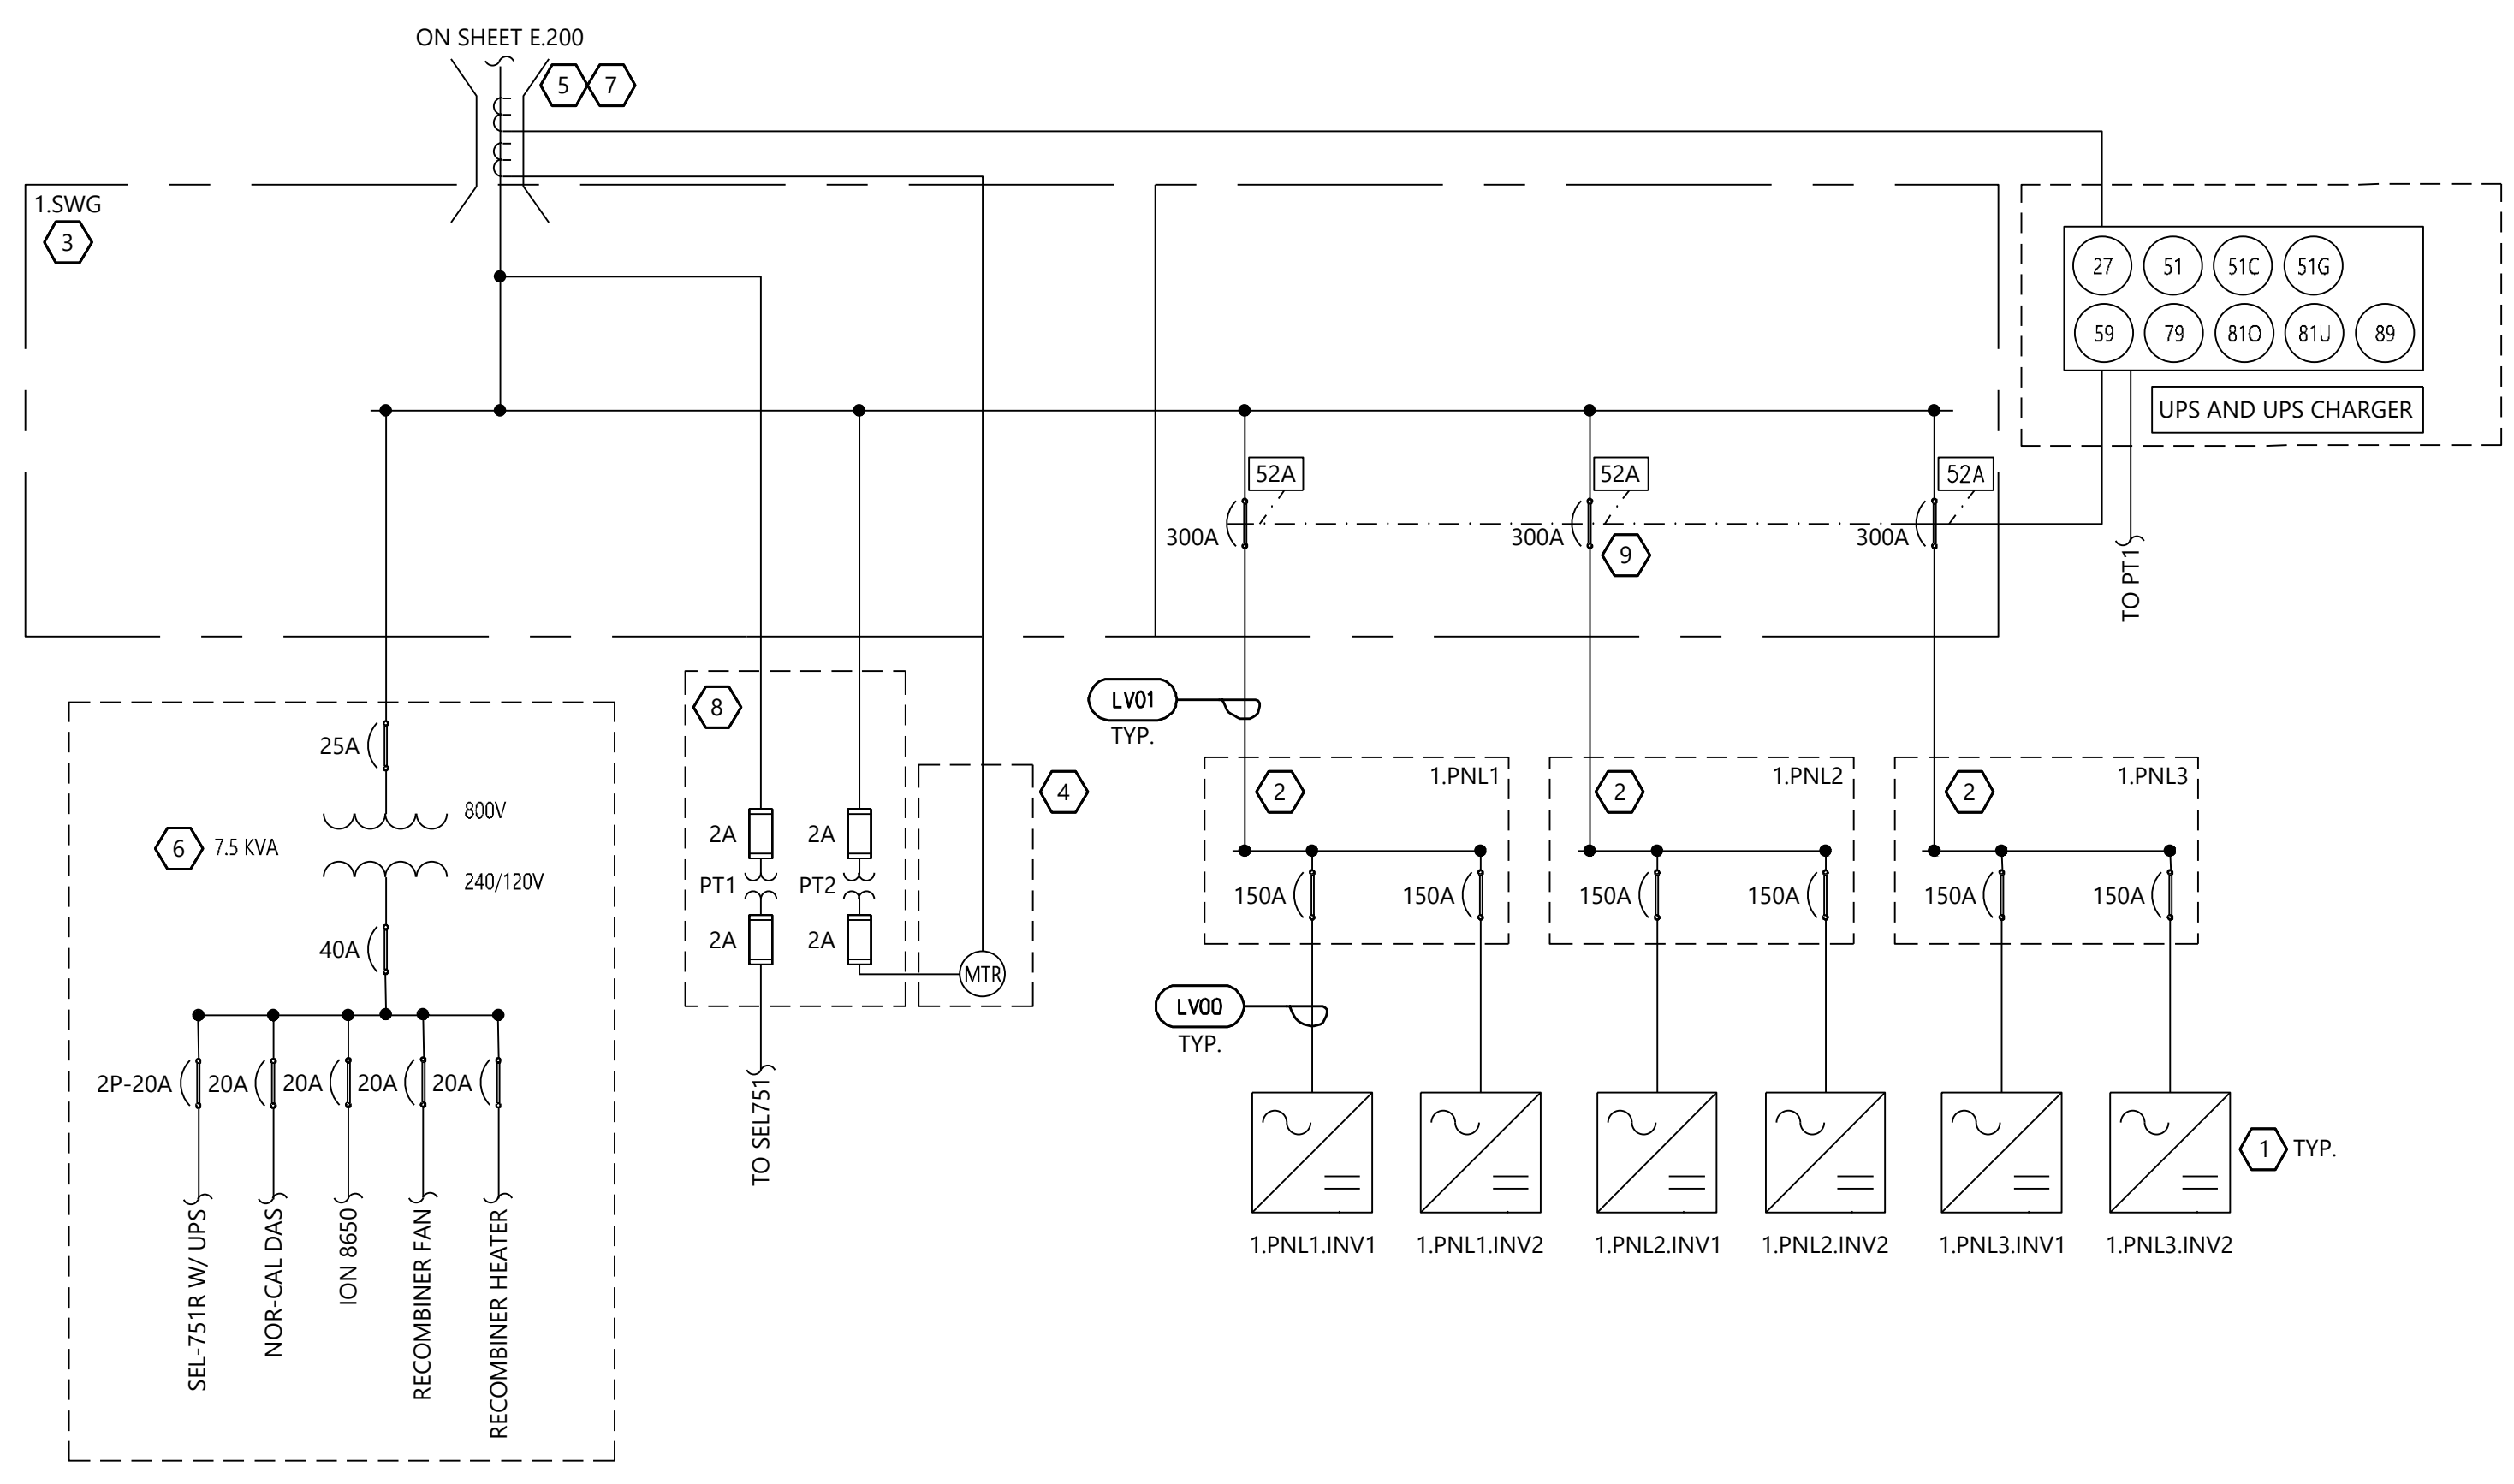 ON SHEET E.200
5
7
1.SWG
3
27
51
51C
51G
59
79
81O
81U
89
UPS AND UPS CHARGER
52A
52A
52A
300A
300A
300A
9
TO PT1
LV01
TYP.
8
25A
800V
6
7.5 KVA
240/120V
40A
2A
2A
PT1
PT2
2A
2A
4
MTR
2
1.PNL1
2
1.PNL2
2
1.PNL3
150A
150A
150A
150A
150A
150A
LV00
TYP.
2P-20A
20A
20A
20A
20A
TO SEL751
SEL-751R W/ UPS
NOR-CAL DAS
ION 8650
RECOMBINER FAN
RECOMBINER HEATER
1
TYP.
1.PNL1.INV1
1.PNL1.INV2
1.PNL2.INV1
1.PNL2.INV2
1.PNL3.INV1
1.PNL3.INV2